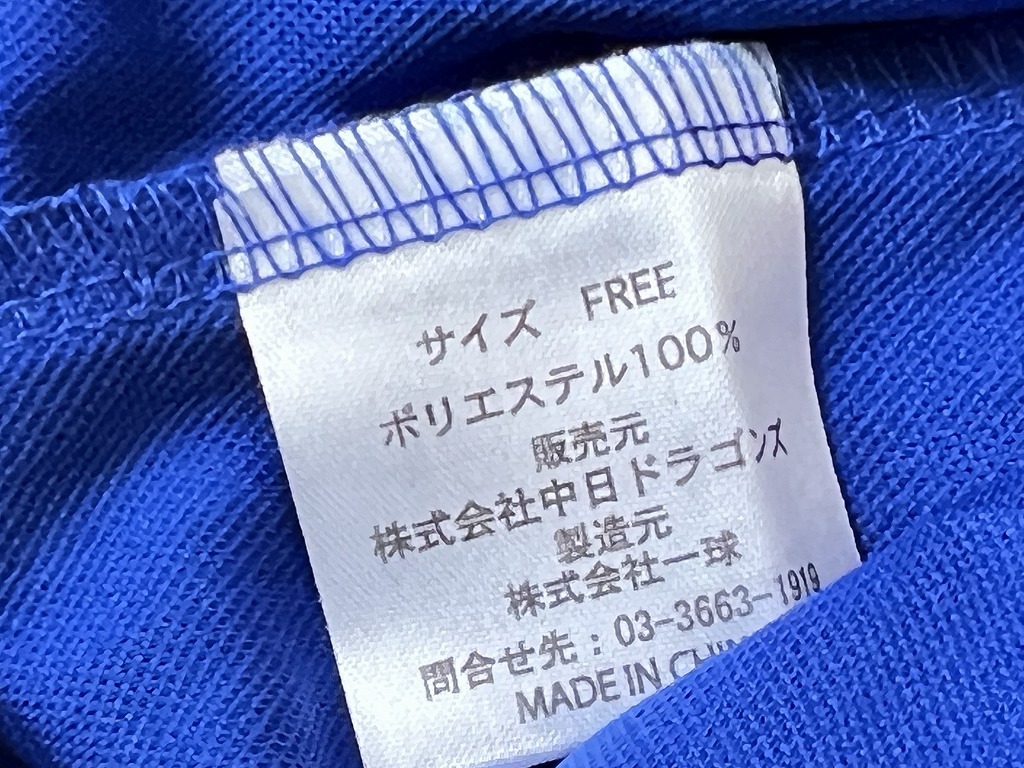 サイズ　FREE
ポリエステル100%
販売元
株式会社中日ドラゴンズ
製造元
株式会社一球
問合せ先：03-3663-1919
MADE IN